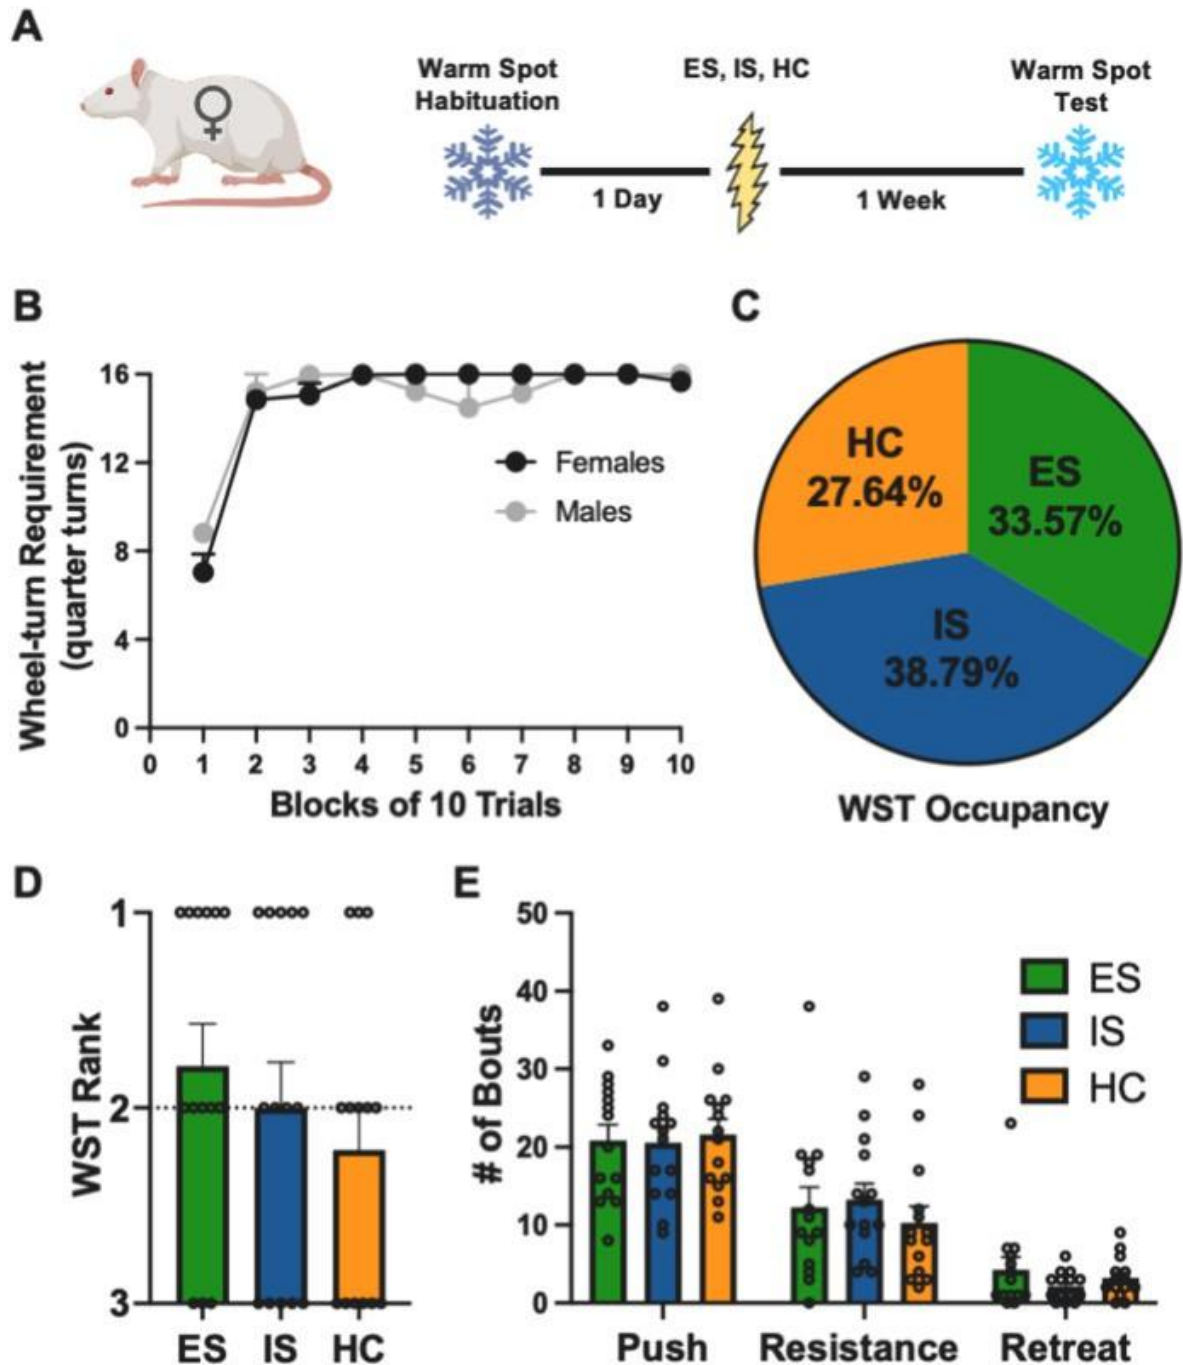 A
Warm Spot
Habituation
ES, IS, HC
Warm Spot
Test
1 Day
1 Week
B
Wheel-turn Requirement
(quarter turns)
16
12
8
4
0
0 1 2 3 4 5 6 7 8 9 10
Blocks of 10 Trials
Females
Males
C
HC
27.64%
ES
33.57%
IS
38.79%
WST Occupancy
D
WST Rank
1
2
3
ES IS HC
E
# of Bouts
50
40
30
20
10
0
Push Resistance Retreat
ES
IS
HC